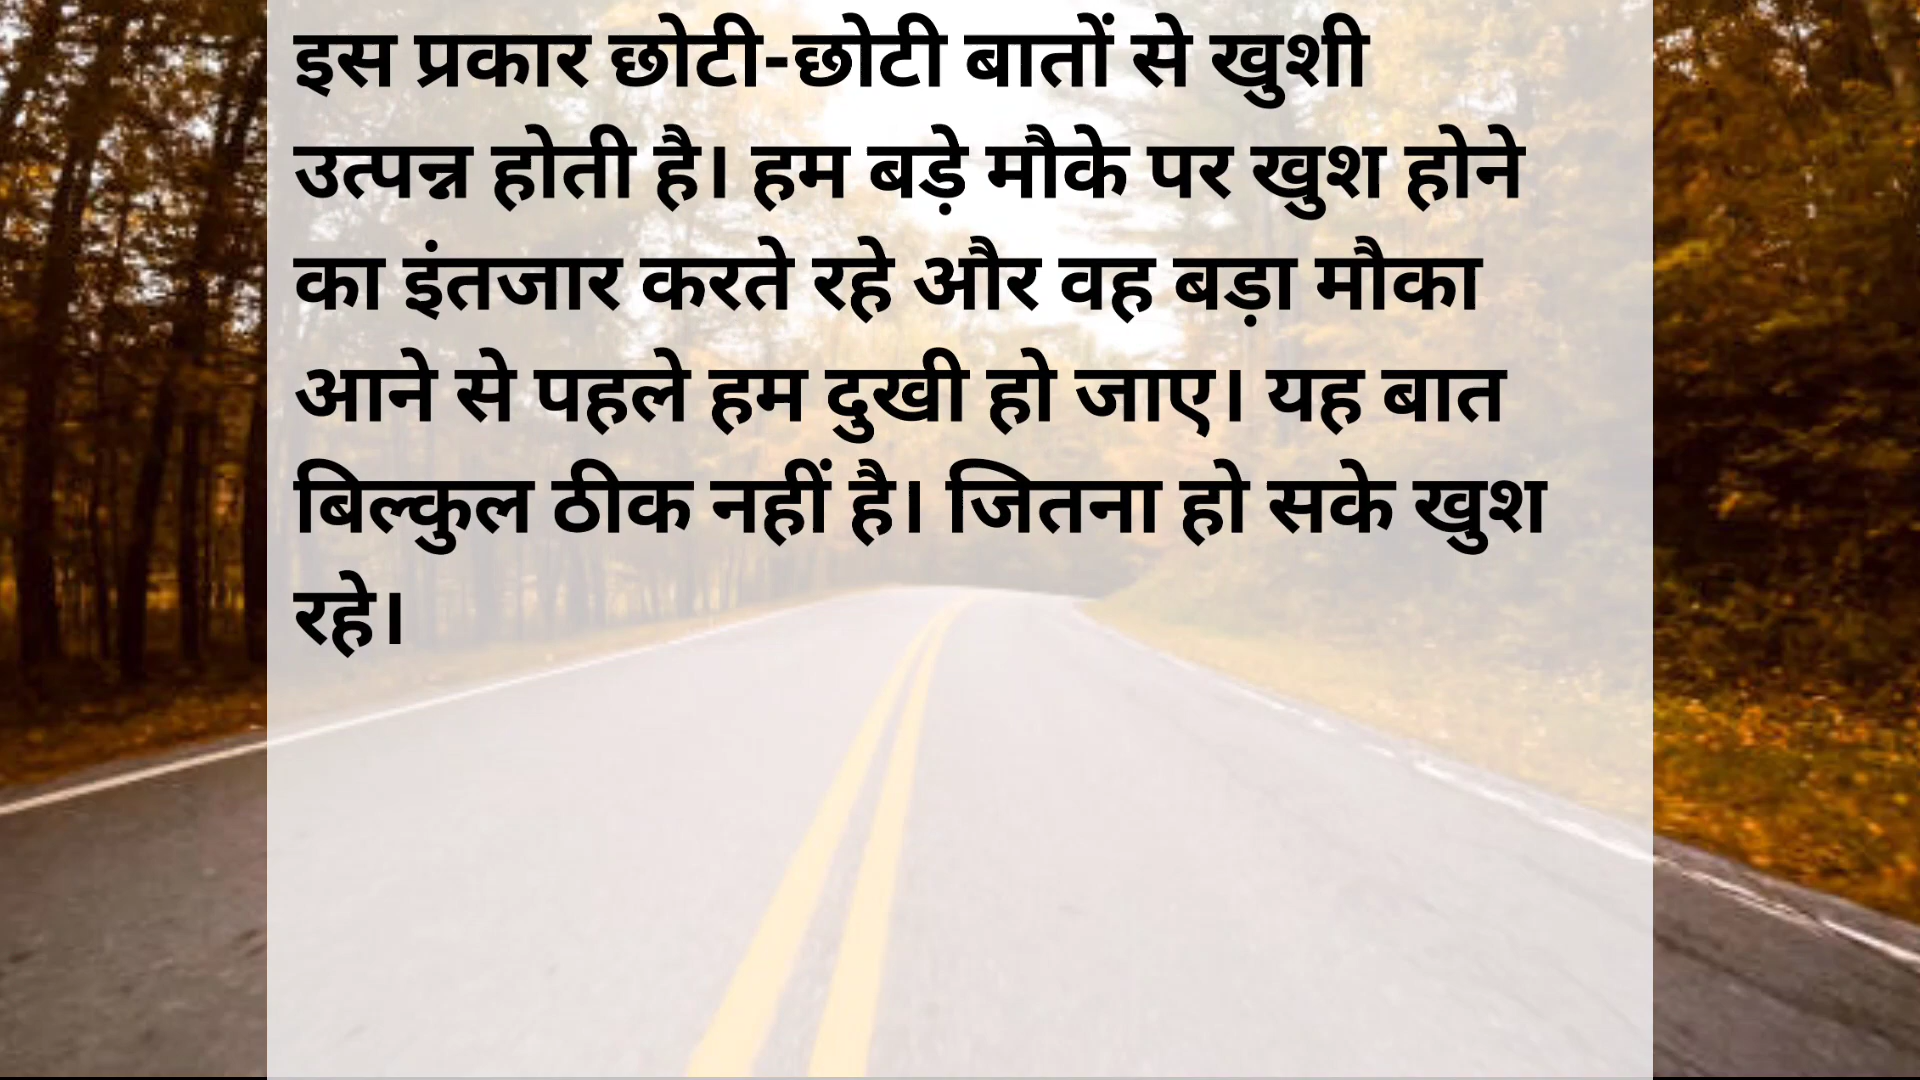 इस प्रकार छोटी-छोटी बातों से खुशी
उत्पन्न होती है। हम बड़े मौके पर खुश होने
का इंतजार करते रहे और वह बड़ा मौका
आने से पहले हम दुखी हो जाए। यह बात
बिल्कुल ठीक नहीं है। जितना हो सके खुश
रहे।